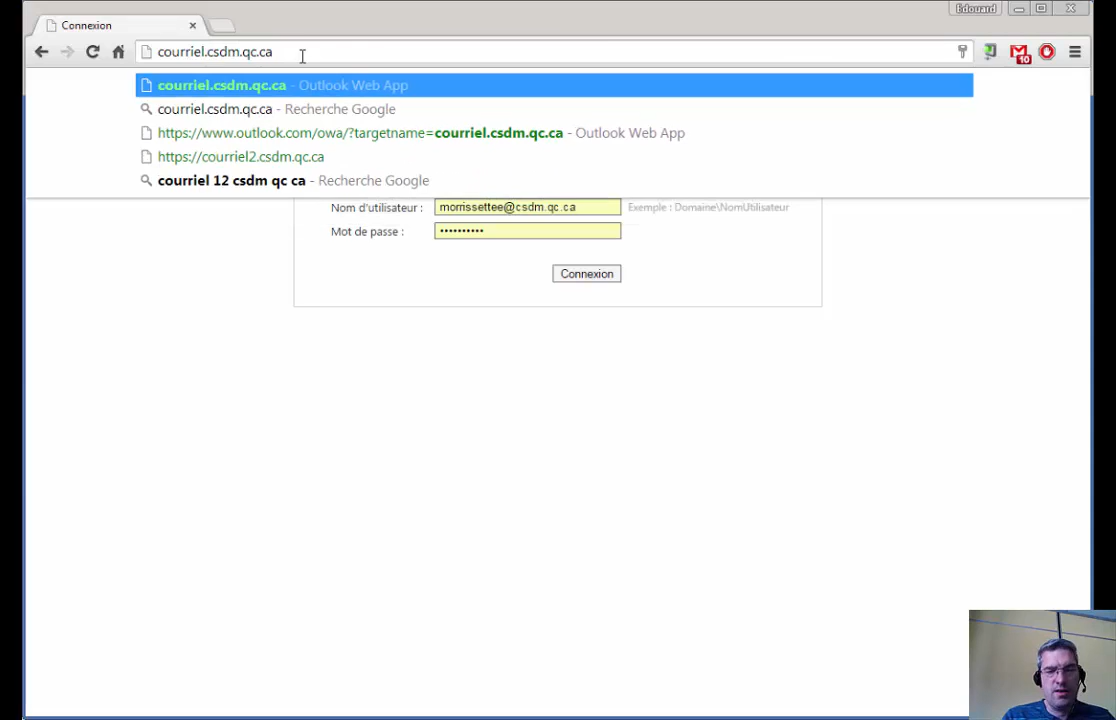 Edouard
Connexion
courriel.csdm.qc.ca
10
courriel.csdm.qc.ca - Outlook Web App
courriel.csdm.qc.ca - Recherche Google
https://www.outlook.com/owa/?targetname=courriel.csdm.qc.ca - Outlook Web App
https://courriel2.csdm.qc.ca
courriel 12 csdm qc ca - Recherche Google
Nom d'utilisateur : morrissettee@csdm.qc.ca Exemple : Domaine\NomUtilisateur
Mot de passe : ••••••••••
Connexion